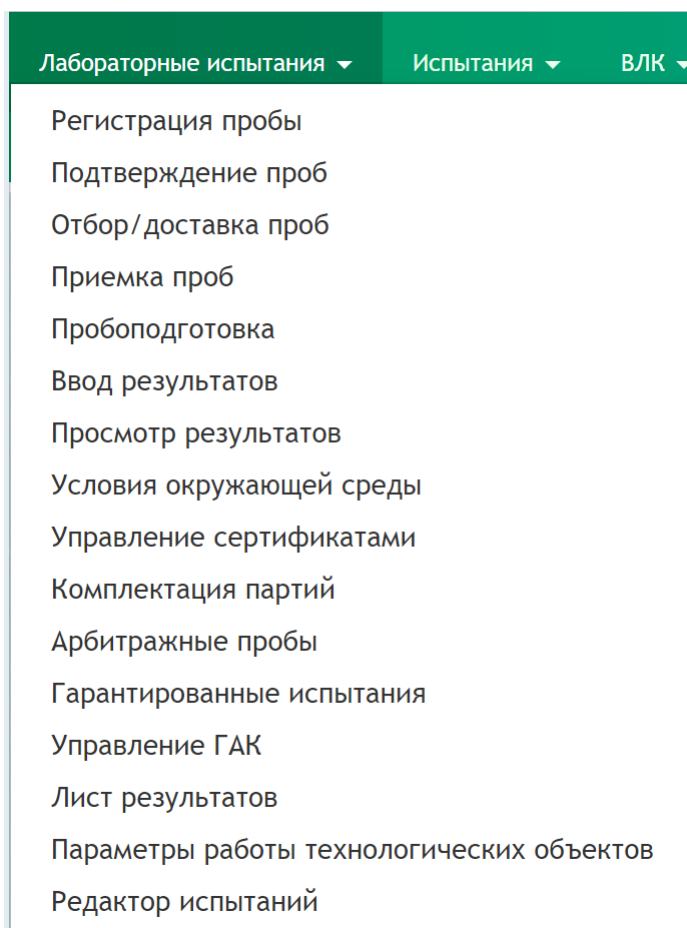 Лабораторные испытания Испытания ВЛК
Регистрация пробы
Подтверждение проб
Отбор/доставка проб
Приемка проб
Пробоподготовка
Ввод результатов
Просмотр результатов
Условия окружающей среды
Управление сертификатами
Комплектация партий
Арбитражные пробы
Гарантированные испытания
Управление ГАК
Лист результатов
Параметры работы технологических объектов
Редактор испытаний